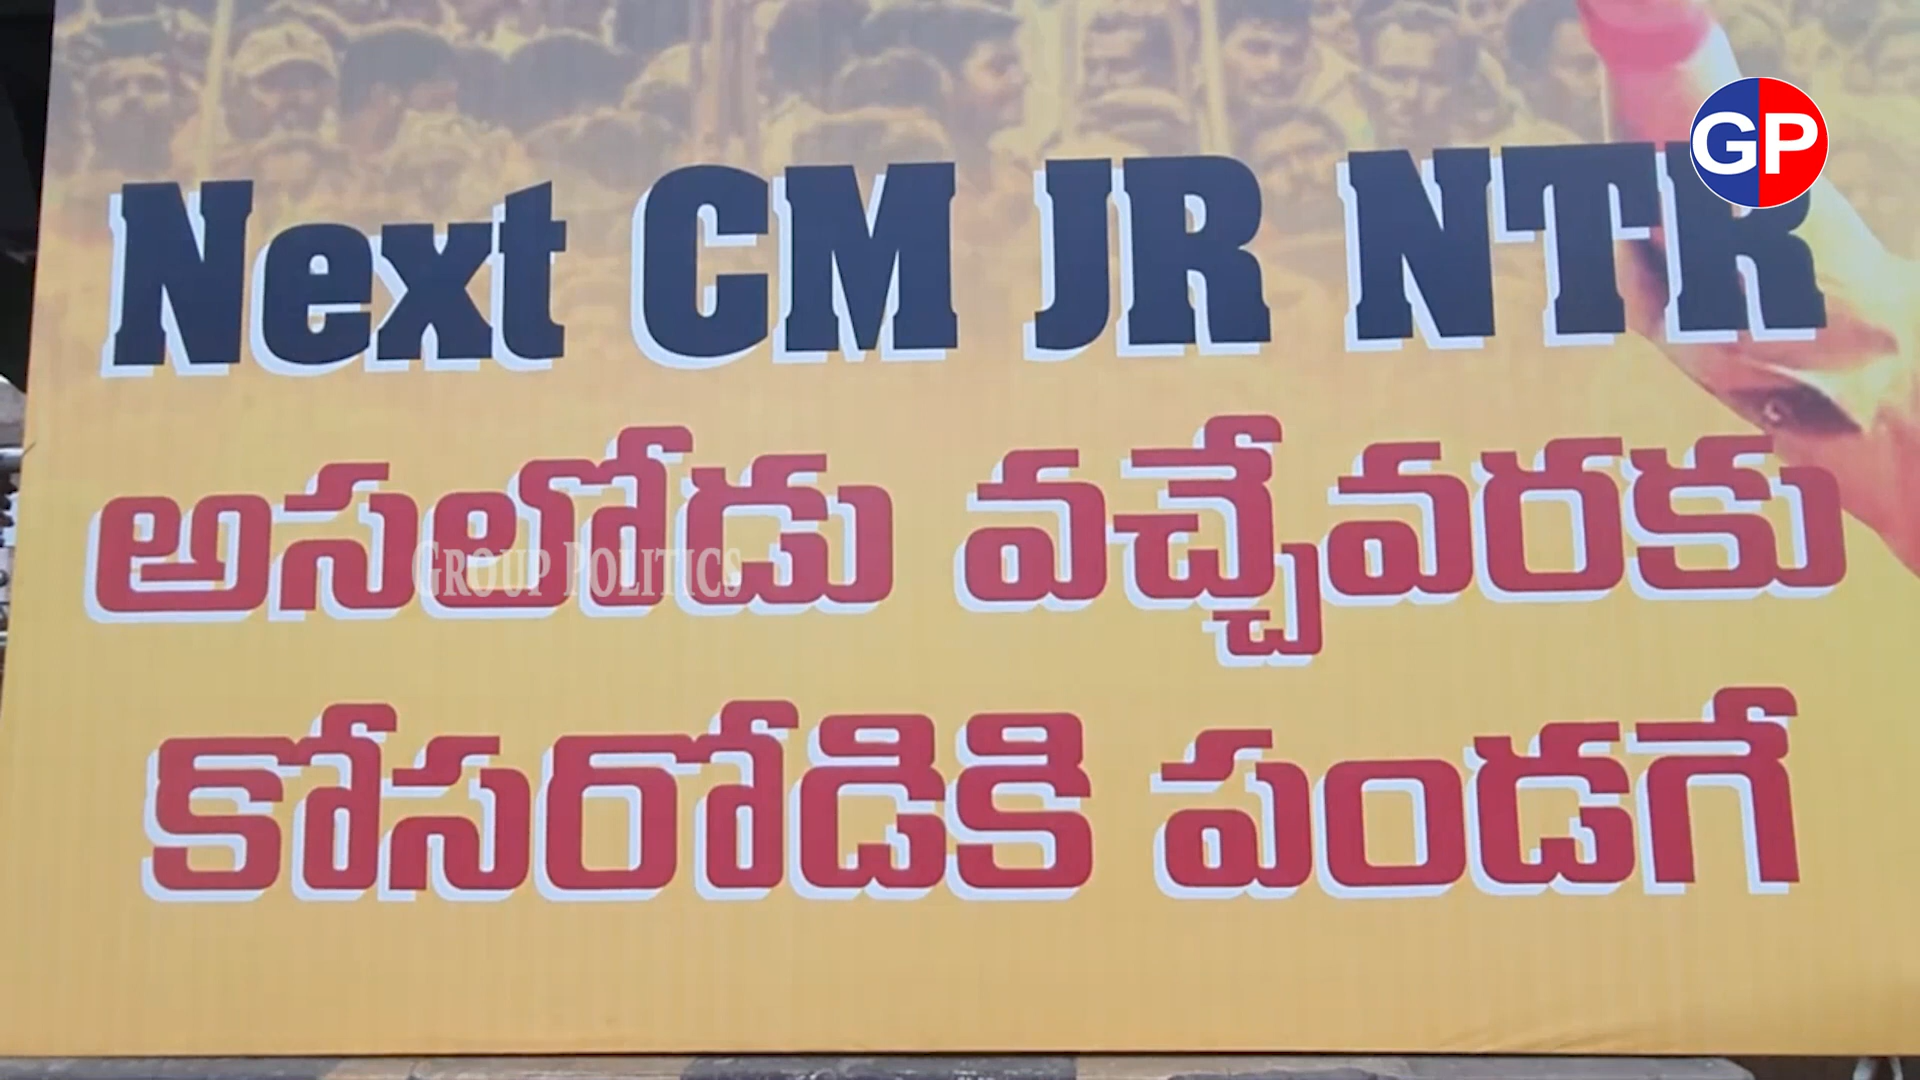 GP
Next CM JR NTR
అసలోడు వచ్చేవరకు
GROUP POLITICS
కోసరోడికి పండగే